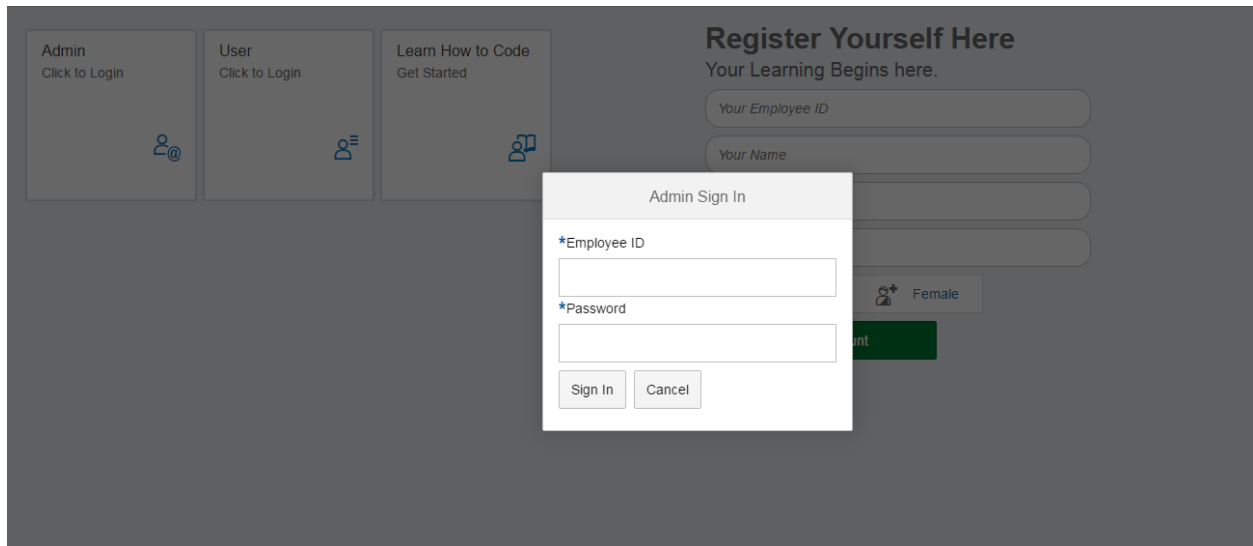 Admin
Click to Login
User
Click to Login
Learn How to Code
Get Started
@
Register Yourself Here
Your Learning Begins here.
Your Employee ID
Your Name
Female
Admin Sign In
*Employee ID
*Password
Sign In
Cancel